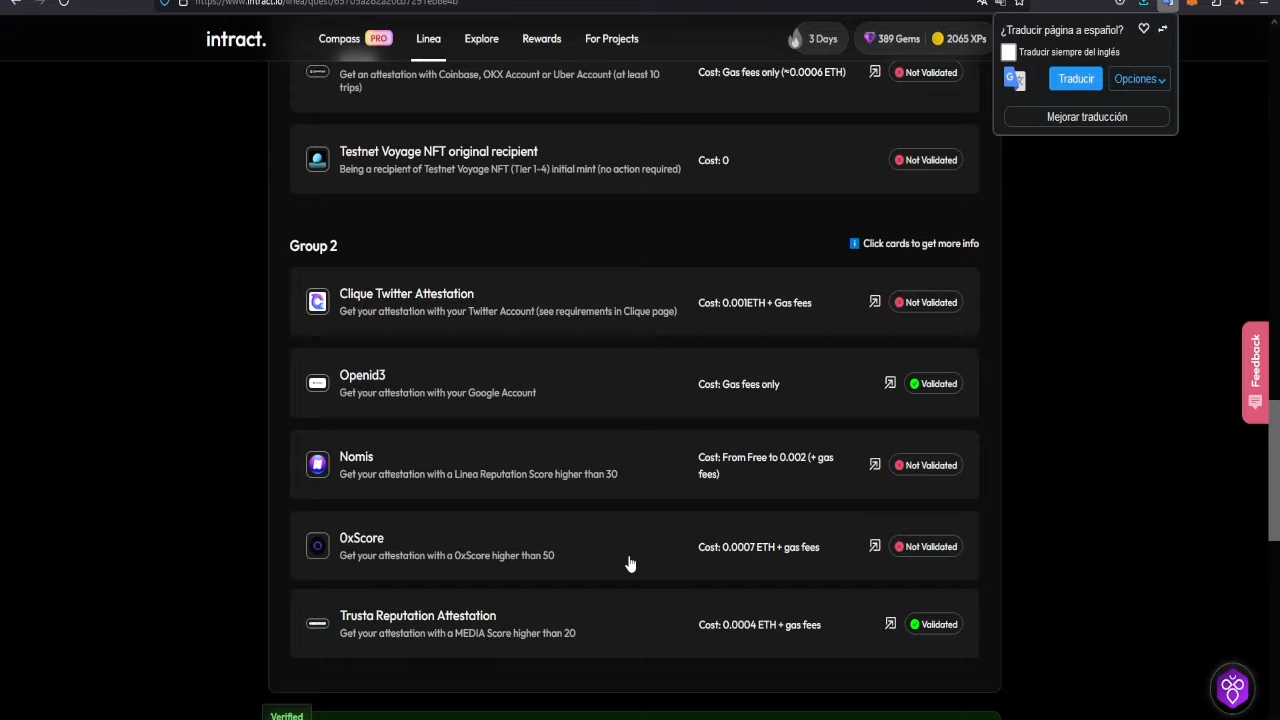 intract.
Compass PRO
Linea
Explore
Rewards
For Projects
3 Days
389 Gems
2065 XPs
¿Traducir página a español?
Traducir siempre del inglés
Traducir
Opciones
Mejorar traducción
Get an attestation with Coinbase, OKX Account or Uber Account (at least 10
trips)
Cost: Gas fees only (≈0.0006 ETH)
Not Validated
Testnet Voyage NFT original recipient
Being a recipient of Testnet Voyage NFT (Tier 1-4) initial mint (no action required)
Cost: 0
Not Validated
Group 2
Click cards to get more info
Clique Twitter Attestation
Get your attestation with your Twitter Account (see requirements in Clique page)
Cost: 0.001ETH + Gas fees
Not Validated
Openid3
Get your attestation with your Google Account
Cost: Gas fees only
Validated
Nomis
Get your attestation with a Linea Reputation Score higher than 30
Cost: From Free to 0.002 (+ gas
fees)
Not Validated
0xScore
Get your attestation with a 0xScore higher than 50
Cost: 0.0007 ETH + gas fees
Not Validated
Trusta Reputation Attestation
Get your attestation with a MEDIA Score higher than 20
Cost: 0.0004 ETH + gas fees
Validated
Feedback
Verified